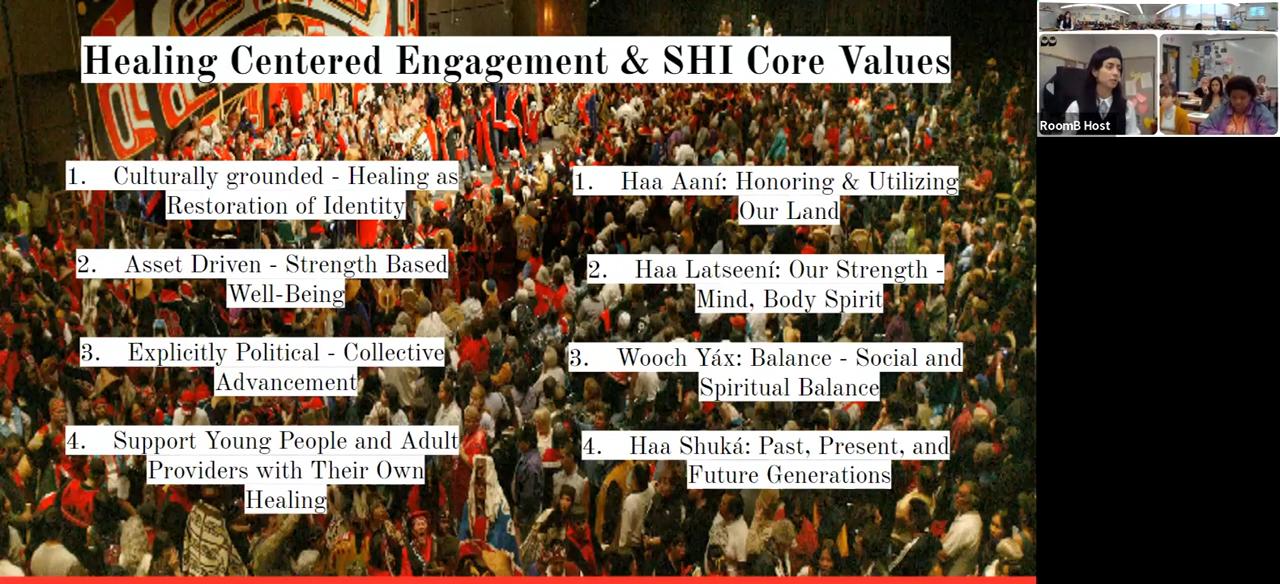 Healing Centered Engagement & SHI Core Values
1. Culturally grounded - Healing as
Restoration of Identity
2. Asset Driven - Strength Based
Well-Being
3. Explicitly Political - Collective
Advancement
4. Support Young People and Adult
Providers with Their Own
Healing
1. Haa Aaní: Honoring & Utilizing
Our Land
2. Haa Latseení: Our Strength -
Mind, Body Spirit
3. Wooch Yáx: Balance - Social and
Spiritual Balance
4. Haa Shuká: Past, Present, and
Future Generations
RoomB Host